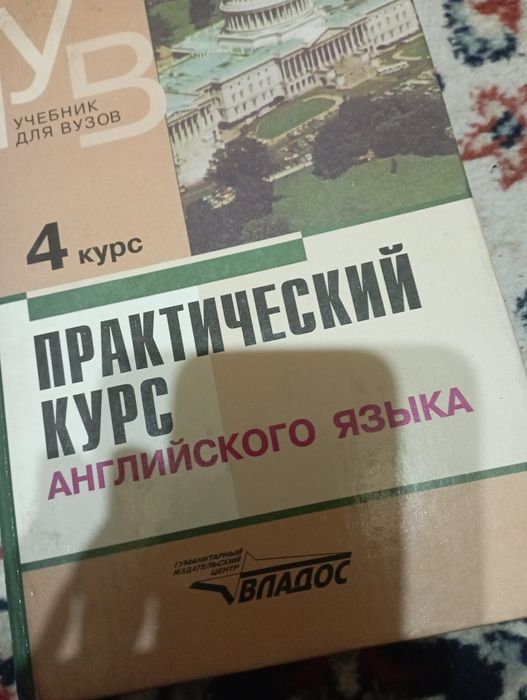 УВ
УЧЕБНИК
ДЛЯ ВУЗОВ
4 курс
ПРАКТИЧЕСКИЙ
КУРС
АНГЛИЙСКОГО ЯЗЫКА
ГУМАНИТАРНЫЙ
ИЗДАТЕЛЬСКИЙ
ЦЕНТР
ВЛАДОС